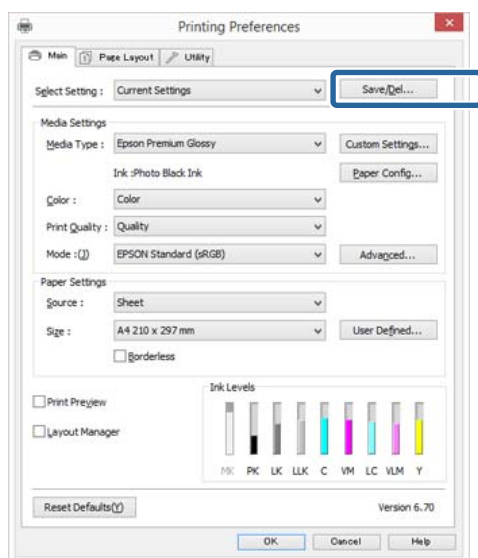 Printing Preferences
Main Page Layout Utility
Select Setting : Current Settings Save/Del...
Media Settings
Media Type : Epson Premium Glossy Custom Settings...
Ink :Photo Black Ink Paper Config...
Color : Color
Print Quality : Quality
Mode :(J) EPSON Standard (sRGB) Advanced...
Paper Settings
Source : Sheet
Size : A4 210 x 297 mm User Defined...
Borderless
Ink Levels
Print Preview
Layout Manager
MK PK LK LLK C VM LC VLM Y
Reset Defaults(Y) Version 6.70
OK Cancel Help